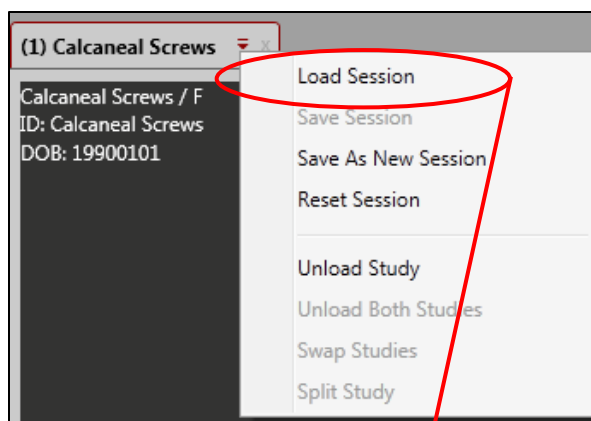 (1) Calcaneal Screws
Calcaneal Screws / F
ID: Calcaneal Screws
DOB: 19900101
Load Session
Save Session
Save As New Session
Reset Session
Unload Study
Unload Both Studies
Swap Studies
Split Study